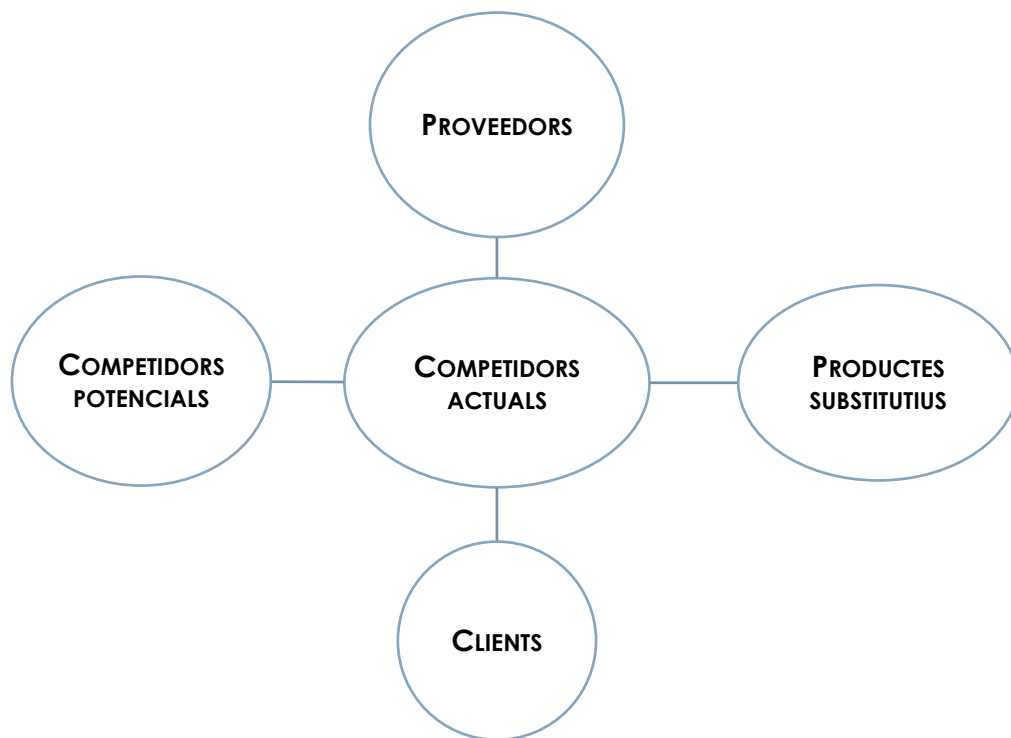 PROVEEDORS
COMPETIDORS
POTENCIALS
COMPETIDORS
ACTUALS
PRODUCTES
SUBSTITUTIUS
CLIENTS